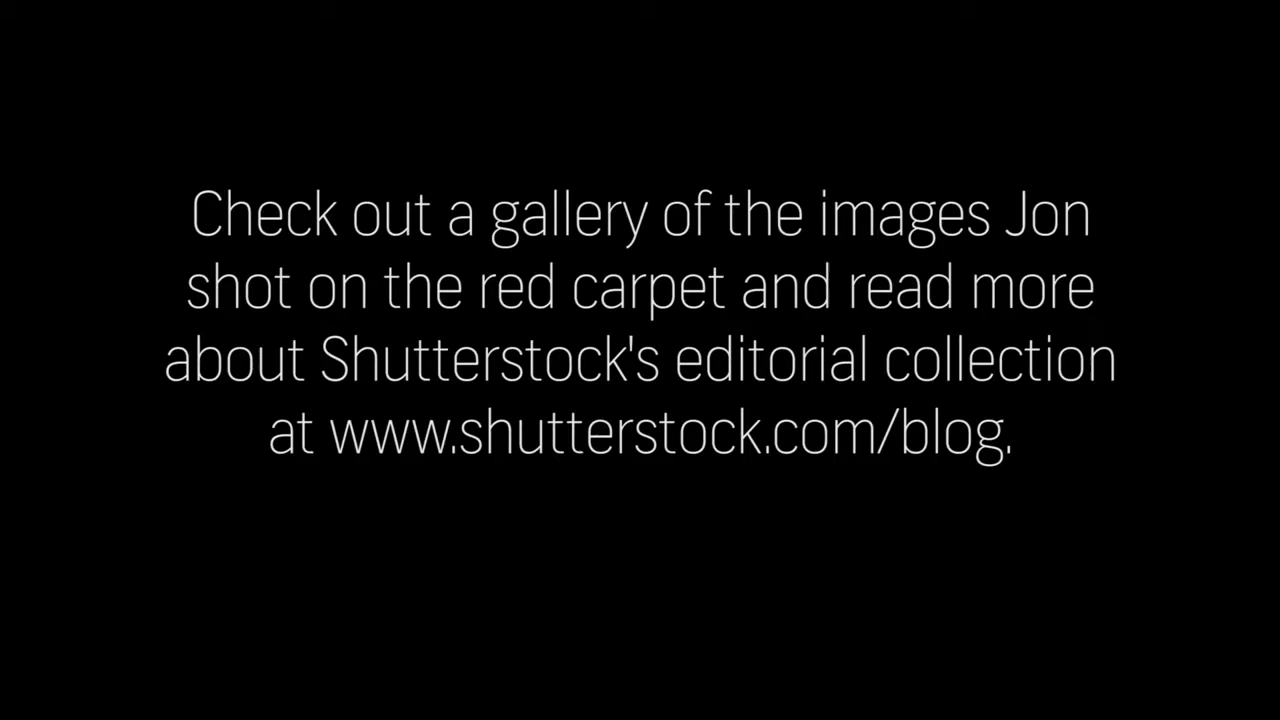 Check out a gallery of the images Jon
shot on the red carpet and read more
about Shutterstock's editorial collection
at www.shutterstock.com/blog.